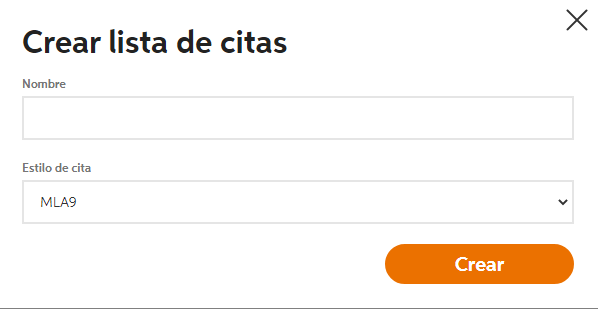 Crear lista de citas
Nombre
Estilo de cita
MLA9
Crear